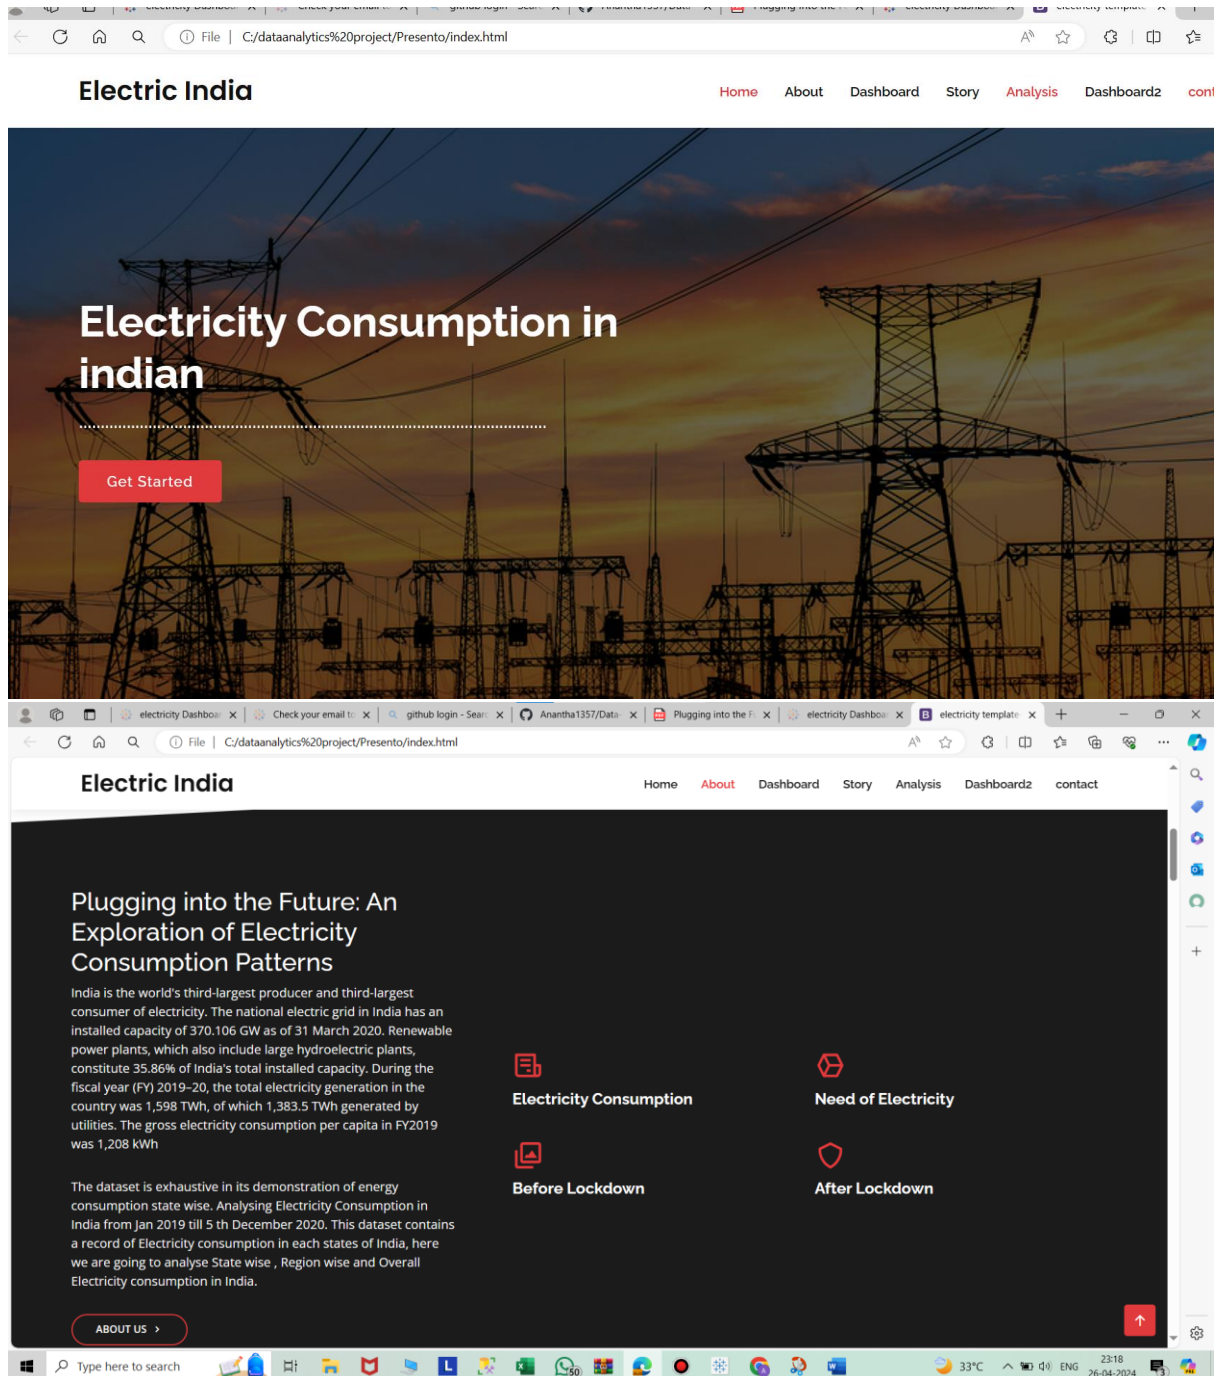 File | C:/dataanalytics%20project/Presento/index.html
Electric India
Home About Dashboard Story Analysis Dashboard2
Electricity Consumption in
indian
Get Started
electricity Dashboar Check your email to github login - Searc Anantha1357/Data- Plugging into the Fu electricity Dashboar electricity template
File | C:/dataanalytics%20project/Presento/index.html
Electric India
Home About Dashboard Story Analysis Dashboard2 contact
Plugging into the Future: An
Exploration of Electricity
Consumption Patterns
India is the world's third-largest producer and third-largest
consumer of electricity. The national electric grid in India has an
installed capacity of 370.106 GW as of 31 March 2020. Renewable
power plants, which also include large hydroelectric plants,
constitute 35.86% of India's total installed capacity. During the
fiscal year (FY) 2019–20, the total electricity generation in the
country was 1,598 TWh, of which 1,383.5 TWh generated by
utilities. The gross electricity consumption per capita in FY2019
was 1,208 kWh
The dataset is exhaustive in its demonstration of energy
consumption state wise. Analysing Electricity Consumption in
India from Jan 2019 till 5 th December 2020. This dataset contains
a record of Electricity consumption in each states of India, here
we are going to analyse State wise , Region wise and Overall
Electricity consumption in India.
ABOUT US >
Electricity Consumption
Need of Electricity
Before Lockdown
After Lockdown
Type here to search
33°C ENG 23:18
26-04-2024